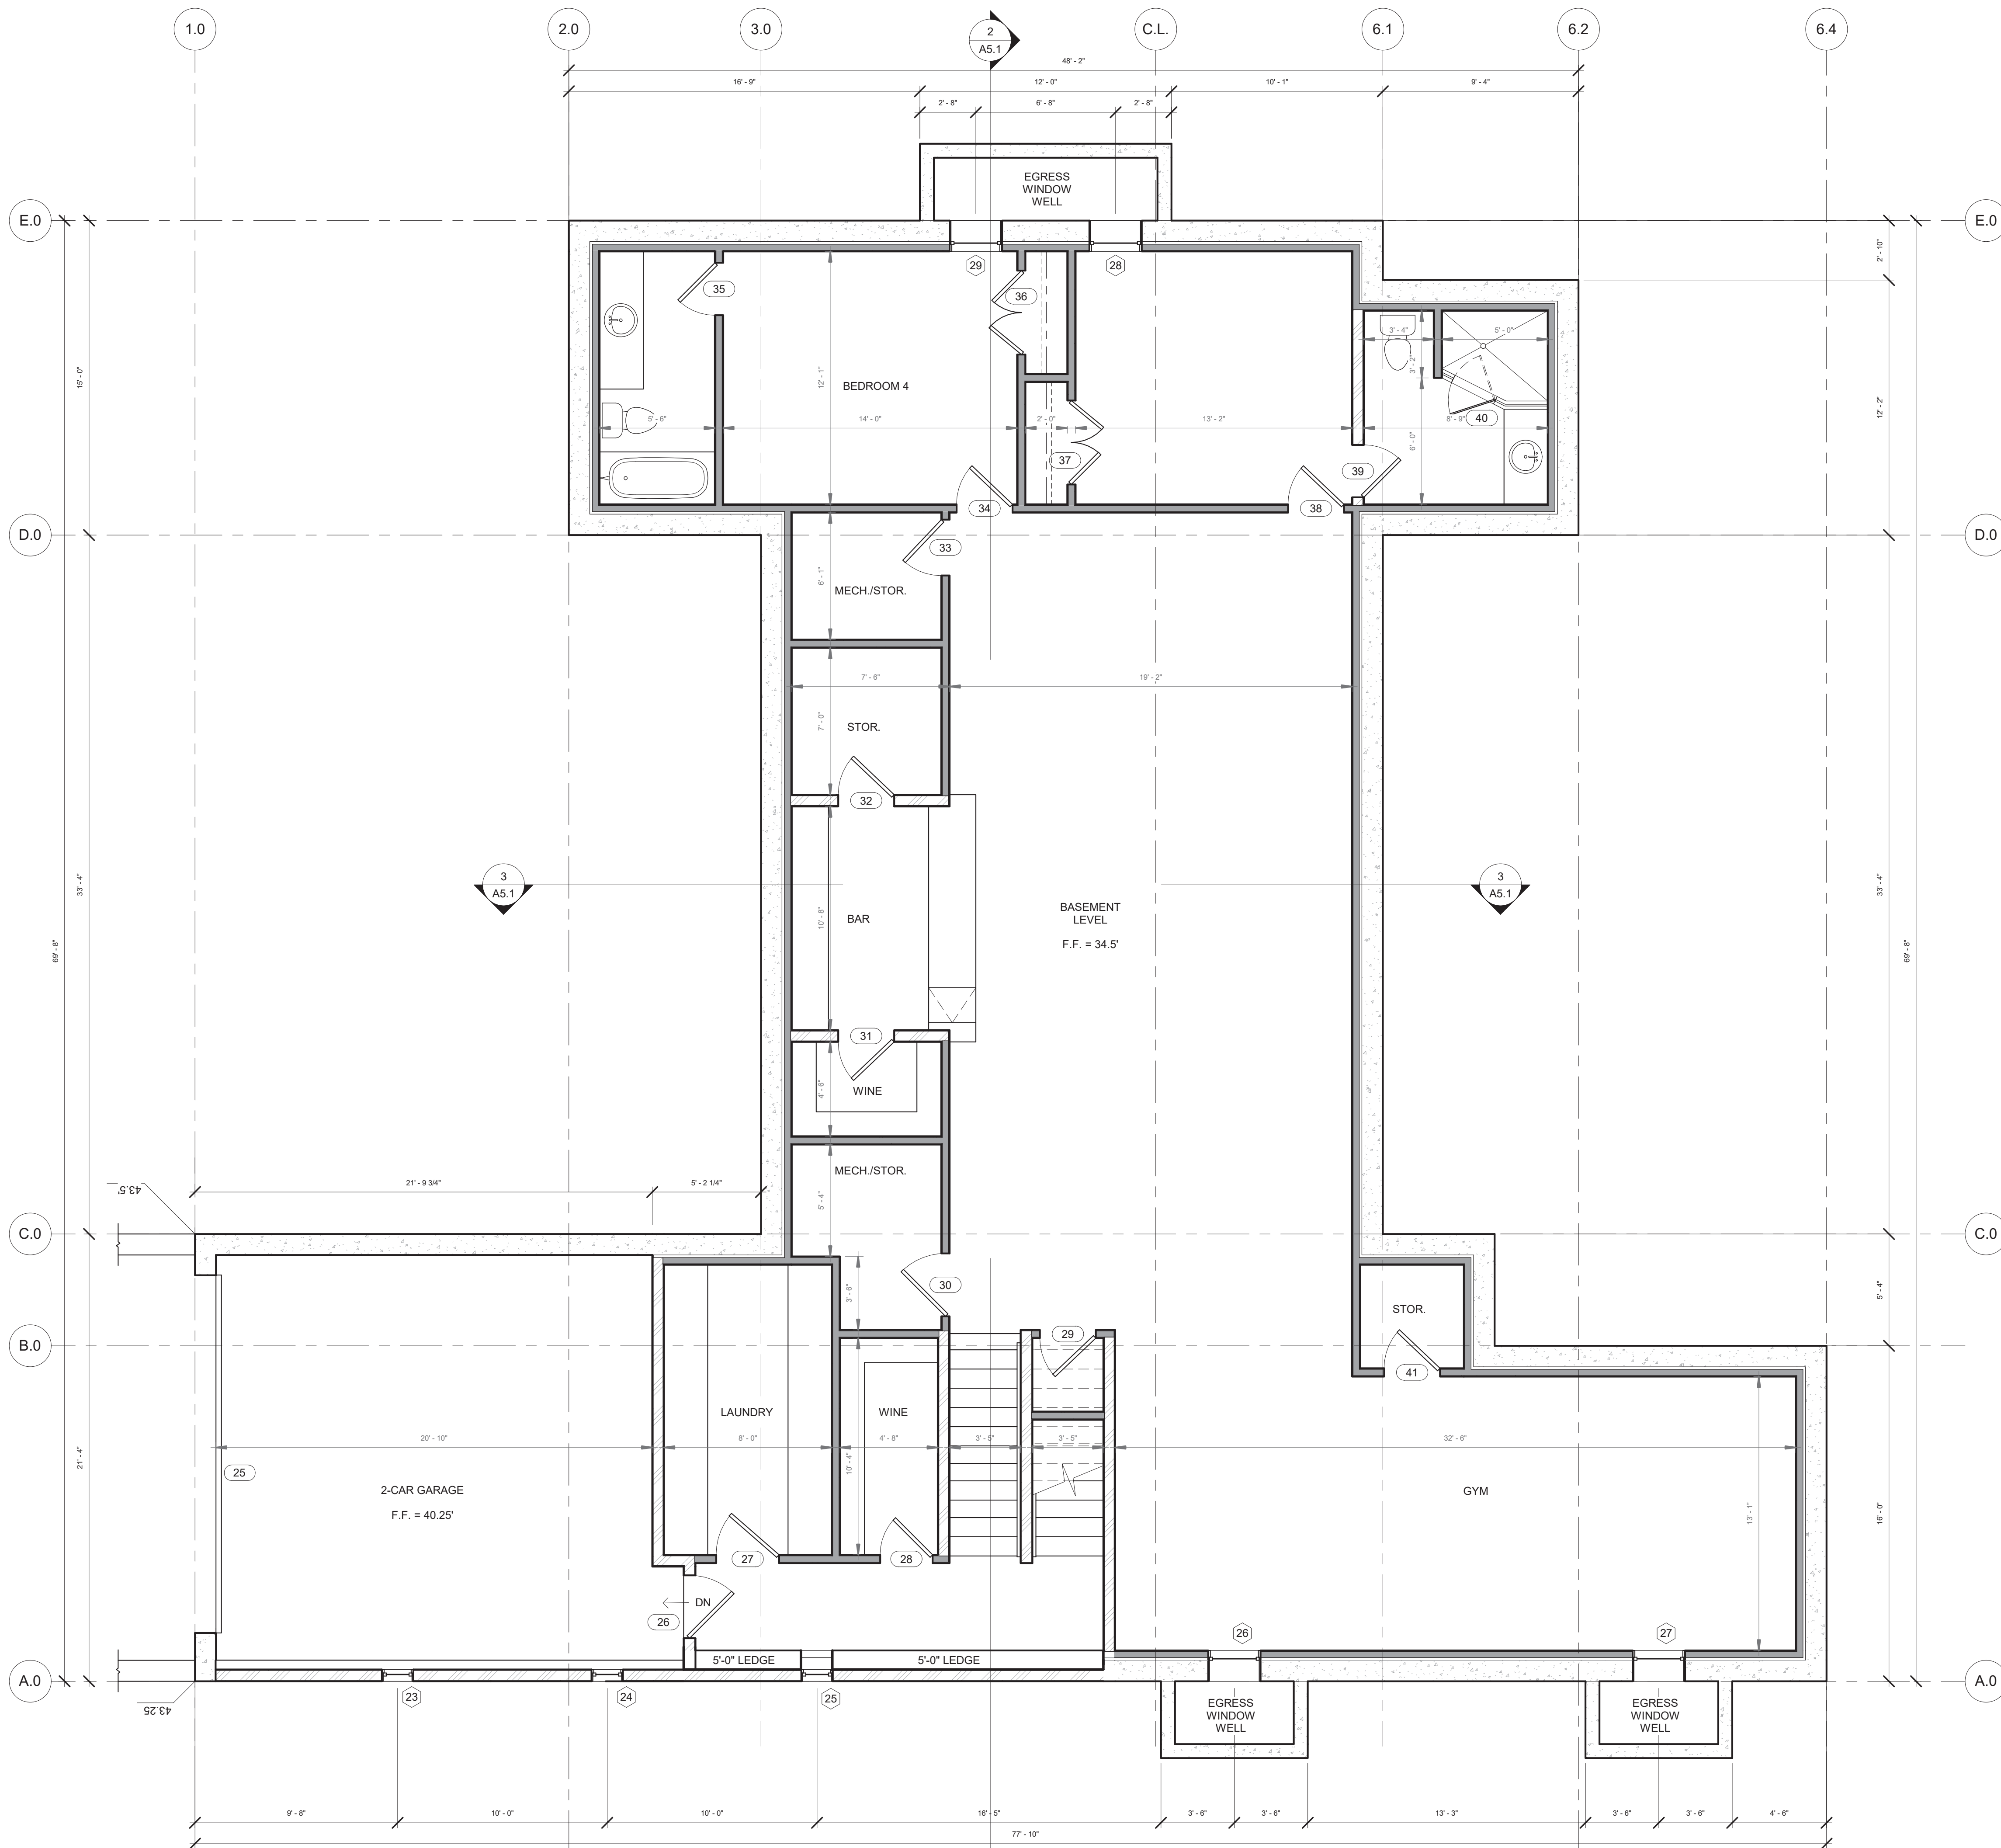 1.0
2.0
3.0
2
A5.1
C.L.
6.1
6.2
6.4
48' - 2"
16' - 9"
12' - 0"
10' - 1"
9' - 4"
2' - 8"
6' - 8"
2' - 8"
EGRESS
WINDOW
WELL
E.0
E.0
2' - 10"
29
28
35
36
3' - 4"
5' - 0"
3' - 2"
15' - 0"
12' - 1"
BEDROOM 4
12' - 2"
5' - 6"
14' - 0"
2' - 0"
13' - 2"
8' - 9"
40
6' - 0"
37
39
34
38
D.0
D.0
33
6' - 1"
MECH./STOR.
7' - 6"
19' - 2"
7' - 0"
STOR.
32
33' - 4"
3
A5.1
3
A5.1
33' - 4"
10' - 8"
BAR
BASEMENT
LEVEL
F.F. = 34.5'
69' - 8"
69' - 8"
31
4' - 6"
WINE
MECH./STOR.
43.5'
21' - 9 3/4"
5' - 2 1/4"
5' - 4"
C.0
C.0
3' - 6"
30
5' - 4"
STOR.
B.0
29
B.0
41
LAUNDRY
WINE
20' - 10"
8' - 0"
4' - 8"
3' - 5"
3' - 5"
32' - 6"
10' - 4"
21' - 4"
25
2-CAR GARAGE
F.F. = 40.25'
GYM
13' - 1"
16' - 0"
27
28
DN
26
26
27
5'-0" LEDGE
5'-0" LEDGE
A.0
A.0
43.25
23
24
25
EGRESS
WINDOW
WELL
EGRESS
WINDOW
WELL
9' - 8"
10' - 0"
10' - 0"
16' - 5"
3' - 6"
3' - 6"
13' - 3"
3' - 6"
3' - 6"
4' - 6"
77' - 10"